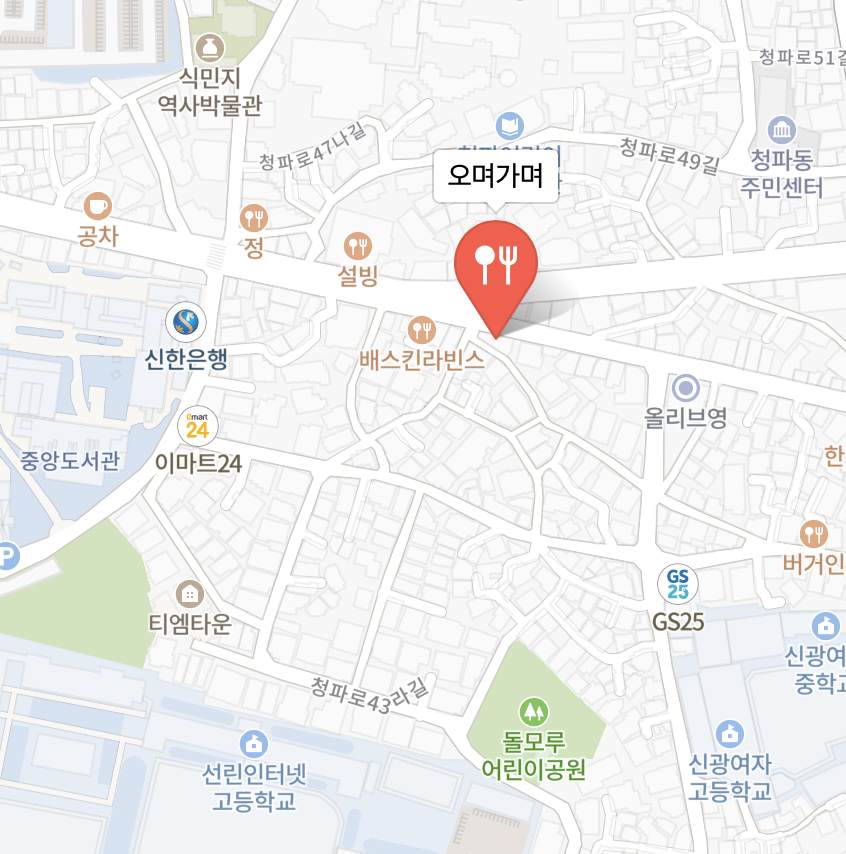 청파로51길
식민지
역사박물관
청파로47나길
청파로49길
청파동
주민센터
오며가며
공차
정
설빙
배스킨라빈스
신한은행
올리브영
emart
24
이마트24
중앙도서관
한
P
버거인
GS
25
GS25
티엠타운
신광여
중학교
청파로43라길
돌모루
어린이공원
선린인터넷
고등학교
신광여자
고등학교